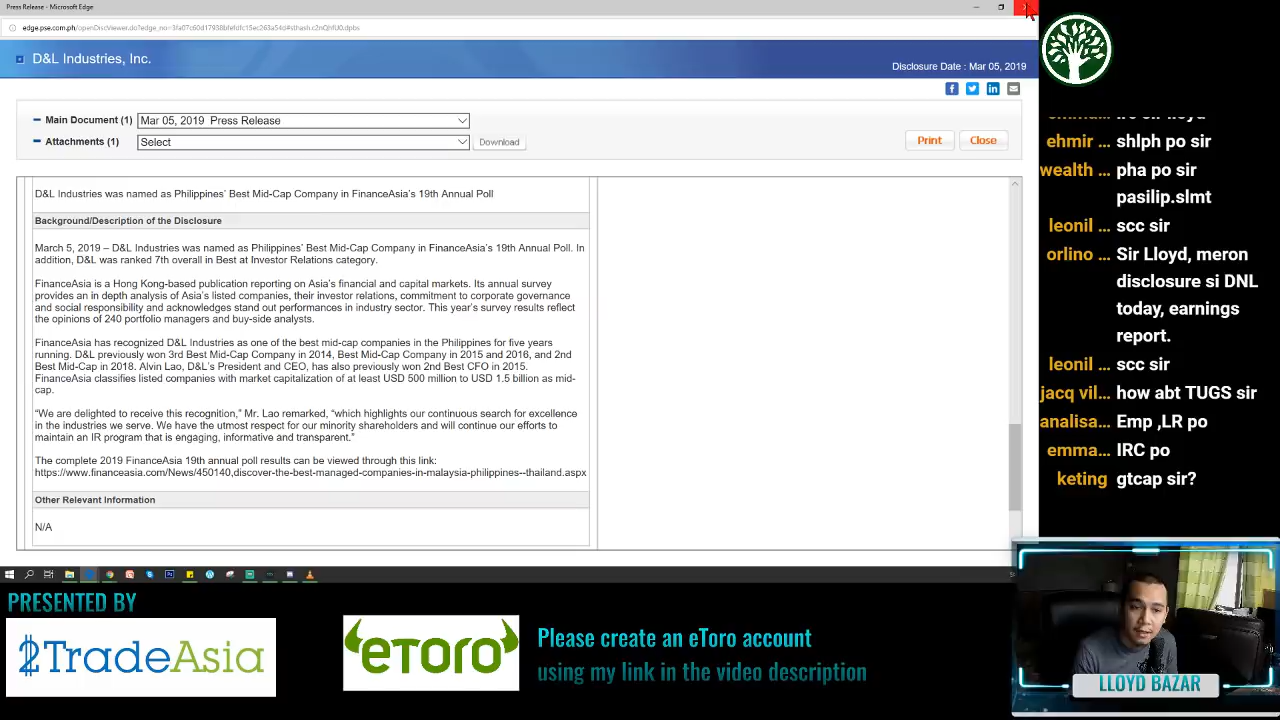 Press Release - Microsoft Edge
D&L Industries, Inc.
Disclosure Date : Mar 05, 2019
Main Document (1)
Mar 05, 2019 Press Release
Attachments (1)
Select
Download
Print
Close
D&L Industries was named as Philippines' Best Mid-Cap Company in FinanceAsia's 19th Annual Poll
Background/Description of the Disclosure
March 5, 2019 – D&L Industries was named as Philippines' Best Mid-Cap Company in FinanceAsia's 19th Annual Poll. In
addition, D&L was ranked 7th overall in Best at Investor Relations category.
FinanceAsia is a Hong Kong-based publication reporting on Asia's financial and capital markets. Its annual survey
provides an in depth analysis of Asia's listed companies, their investor relations, commitment to corporate governance
and social responsibility and acknowledges stand out performances in industry sector. This year's survey results reflect
the opinions of 240 portfolio managers and buy-side analysts.
FinanceAsia has recognized D&L Industries as one of the best mid-cap companies in the Philippines for five years
running. D&L previously won 3rd Best Mid-Cap Company in 2014, Best Mid-Cap Company in 2015 and 2016, and 2nd
Best Mid-Cap in 2018. Alvin Lao, D&L's President and CEO, has also previously won 2nd Best CFO in 2015.
FinanceAsia classifies listed companies with market capitalization of at least USD 500 million to USD 1.5 billion as mid-
cap.
“We are delighted to receive this recognition,” Mr. Lao remarked, “which highlights our continuous search for excellence
in the industries we serve. We have the utmost respect for our minority shareholders and will continue our efforts to
maintain an IR program that is engaging, informative and transparent.”
The complete 2019 FinanceAsia 19th annual poll results can be viewed through this link:
https://www.financeasia.com/News/450140,discover-the-best-managed-companies-in-malaysia-philippines--thailand.aspx
Other Relevant Information
N/A
ehmir ... shlph po sir
wealth ... pha po sir
pasilip.slmt
leonil ... scc sir
orlino ... Sir Lloyd, meron
disclosure si DNL
today, earnings
report.
leonil ... scc sir
jacq vil... how abt TUGS sir
analisa... Emp ,LR po
emma... IRC po
keting gtcap sir?
PRESENTED BY
2TradeAsia
eToro
Please create an eToro account
using my link in the video description
LLOYD BAZAR